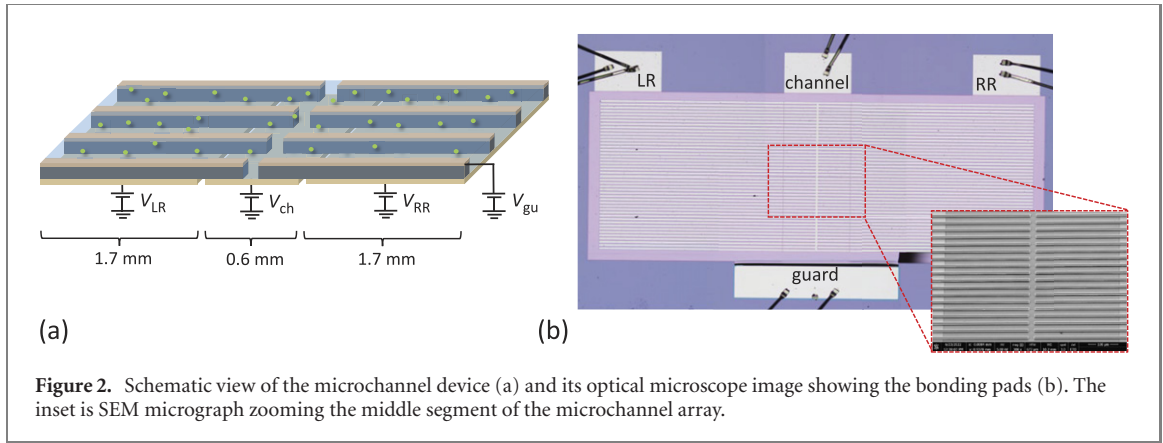 V_LR
V_ch
V_RR
V_gu
1.7 mm
0.6 mm
1.7 mm
(a)
LR
channel
RR
guard
(b)
Figure 2. Schematic view of the microchannel device (a) and its optical microscope image showing the bonding pads (b). The
inset is SEM micrograph zooming the middle segment of the microchannel array.